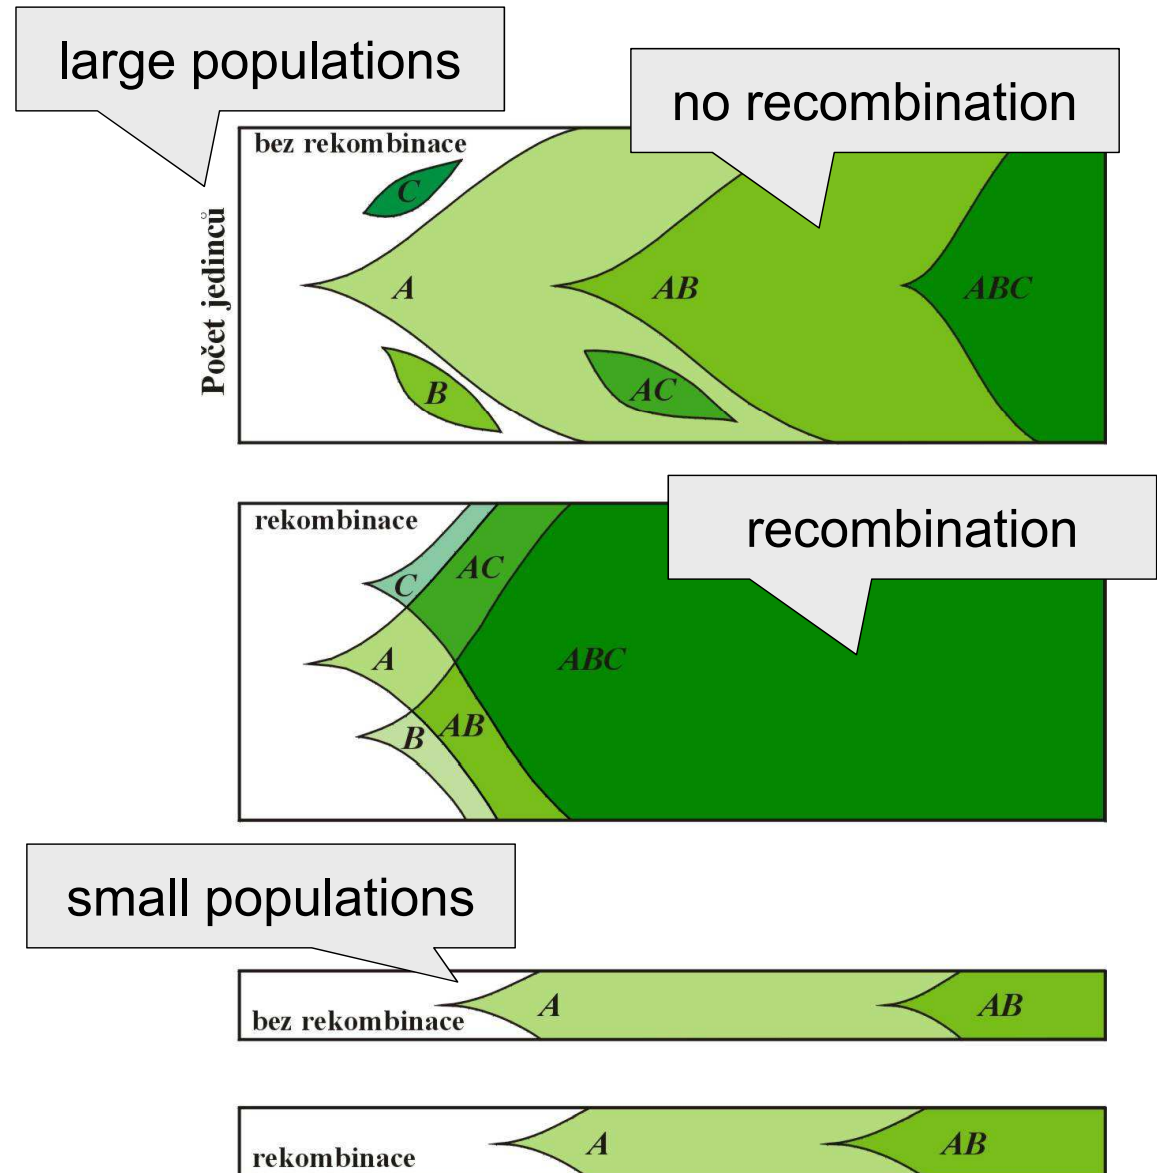 large populations
no recombination
bez rekombinace
C
A
AB
ABC
B
AC
Počet jedinců
recombination
rekombinace
C
AC
A
ABC
B
AB
small populations
bez rekombinace
A
AB
rekombinace
A
AB